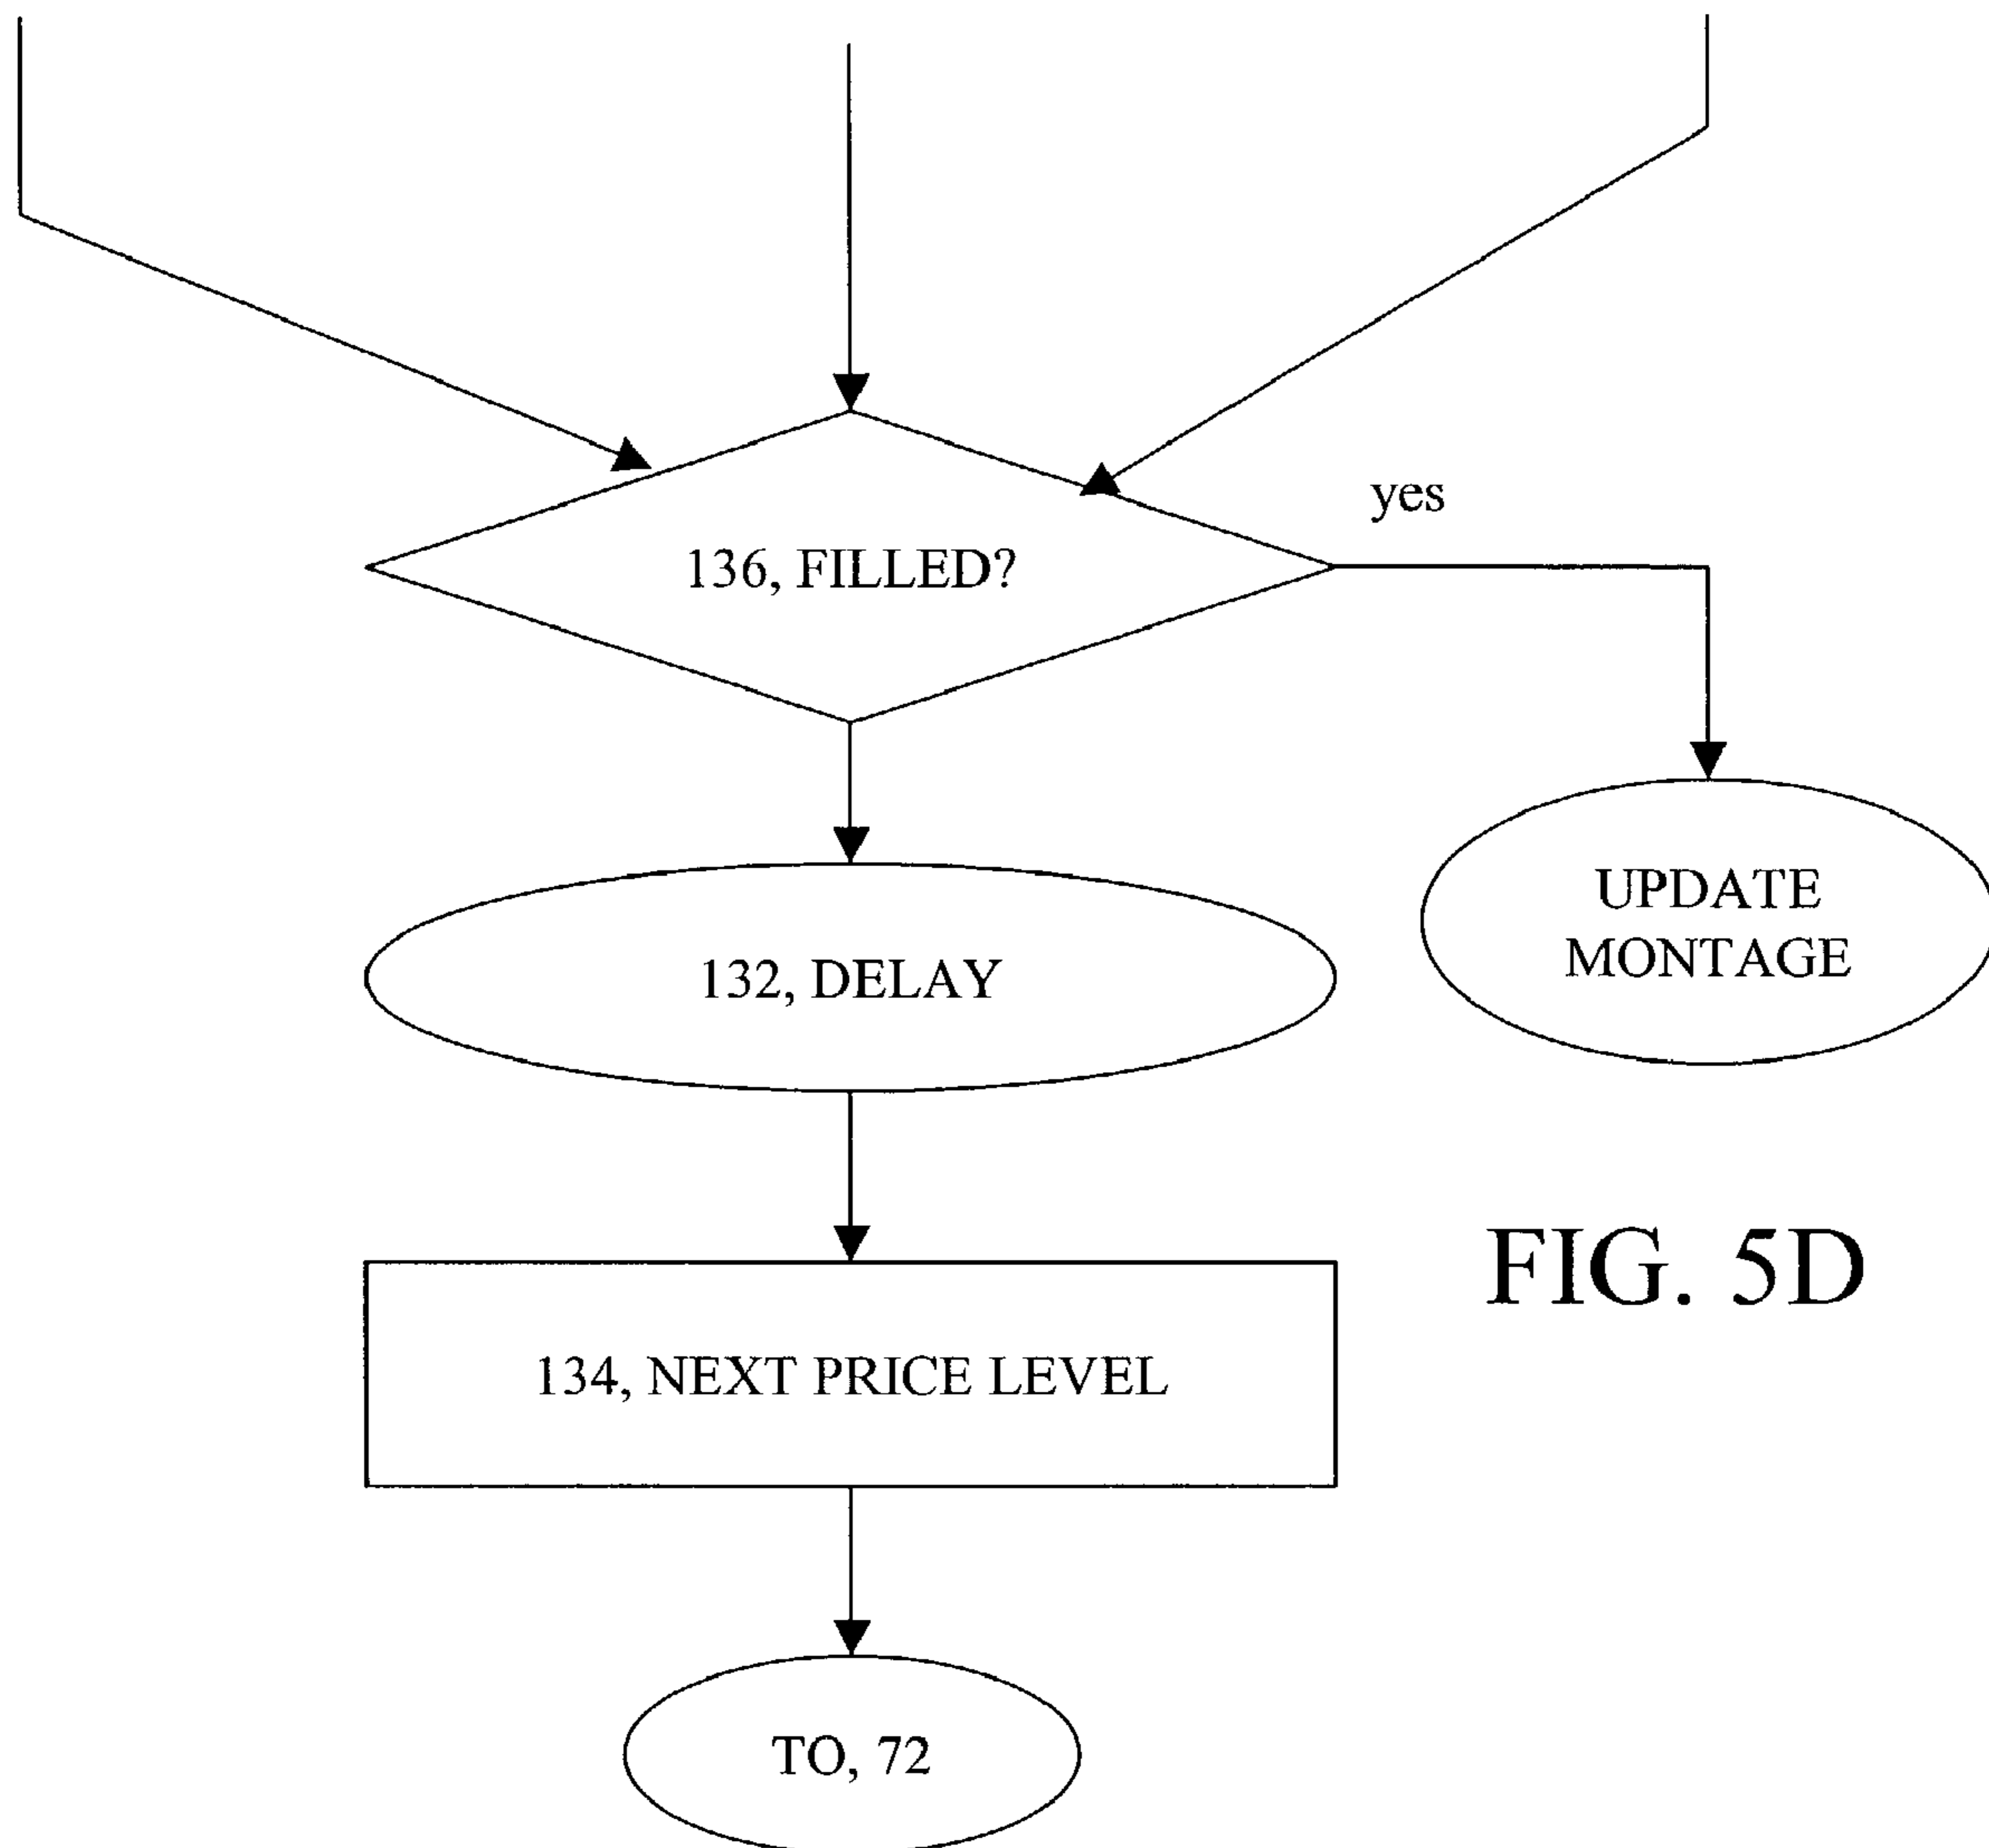 yes
136, FILLED?
UPDATE
MONTAGE
132, DELAY
FIG. 5D
134, NEXT PRICE LEVEL
TO, 72